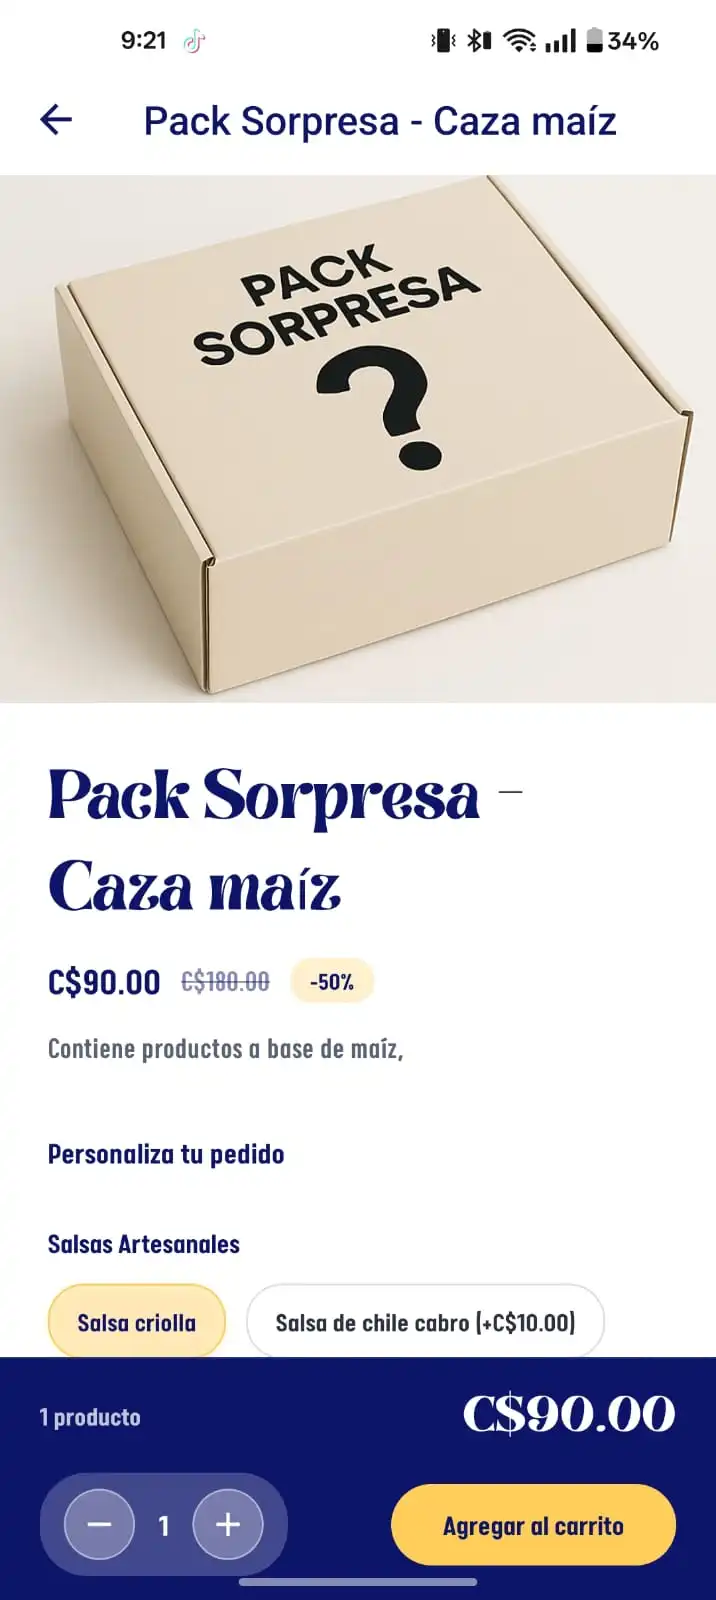 9:21
34%
Pack Sorpresa - Caza maíz
PACK
SORPRESA
?
Pack Sorpresa –
Caza maíz
C$90.00 C$180.00 -50%
Contiene productos a base de maíz,
Personaliza tu pedido
Salsas Artesanales
Salsa criolla
Salsa de chile cabro (+C$10.00)
1 producto
C$90.00
− 1 +
Agregar al carrito